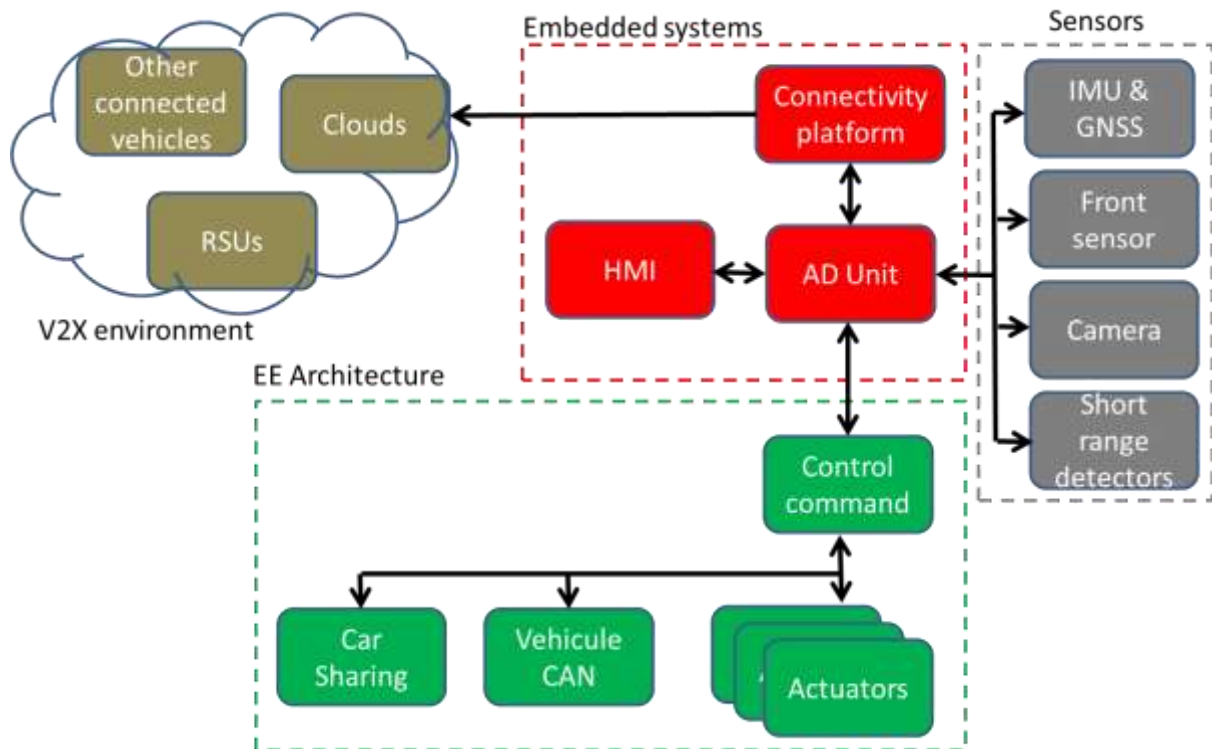 Embedded systems
Sensors
Other
connected
vehicles
Clouds
RSUs
V2X environment
Connectivity
platform
HMI
AD Unit
IMU &
GNSS
Front
sensor
Camera
Short
range
detectors
EE Architecture
Control
command
Car
Sharing
Vehicule
CAN
Actuators